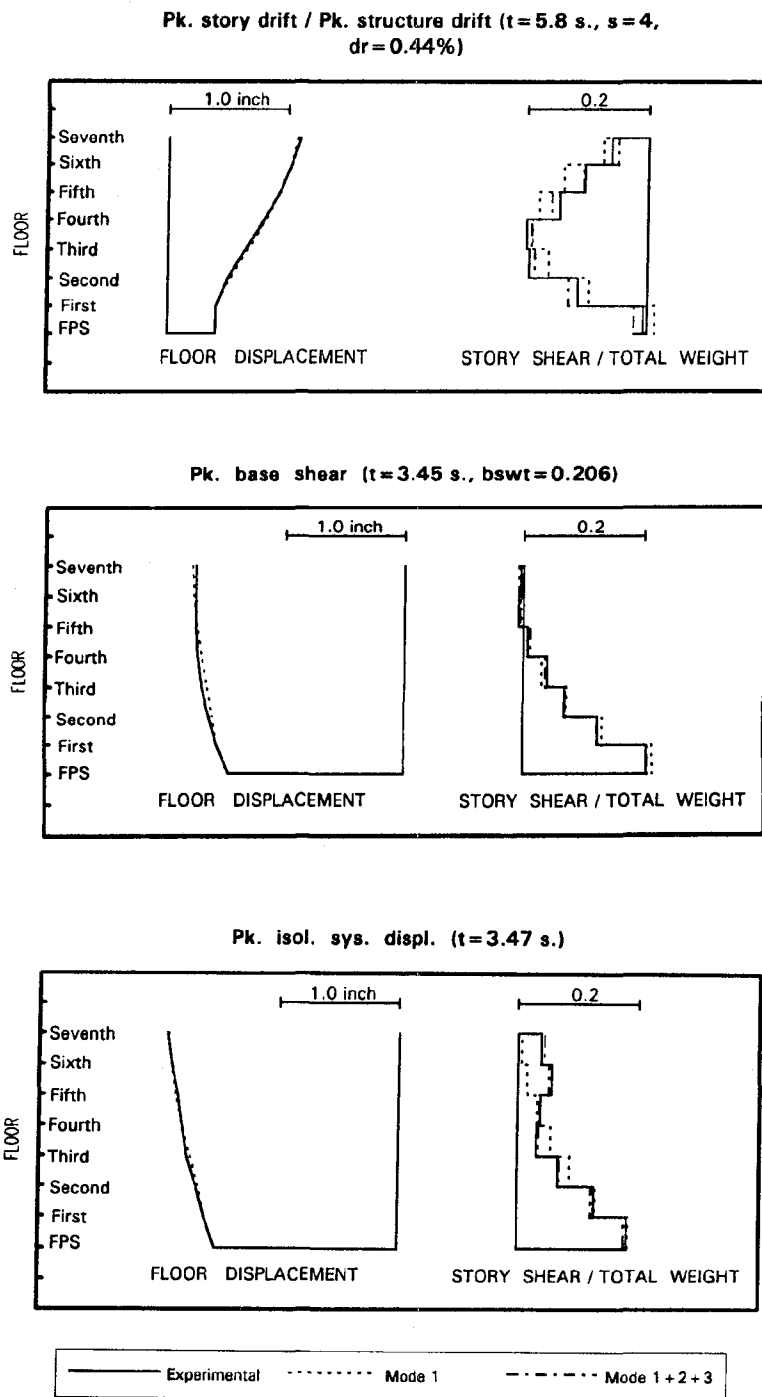 Pk. story drift / Pk. structure drift (t=5.8 s., s=4,
dr=0.44%)
1.0 inch
0.2
Seventh
Sixth
Fifth
Fourth
Third
Second
First
FPS
FLOOR
FLOOR DISPLACEMENT
STORY SHEAR / TOTAL WEIGHT
Pk. base shear (t=3.45 s., bswt=0.206)
1.0 inch
0.2
Seventh
Sixth
Fifth
Fourth
Third
Second
First
FPS
FLOOR
FLOOR DISPLACEMENT
STORY SHEAR / TOTAL WEIGHT
Pk. isol. sys. displ. (t=3.47 s.)
1.0 inch
0.2
Seventh
Sixth
Fifth
Fourth
Third
Second
First
FPS
FLOOR
FLOOR DISPLACEMENT
STORY SHEAR / TOTAL WEIGHT
Experimental
Mode 1
Mode 1+2+3